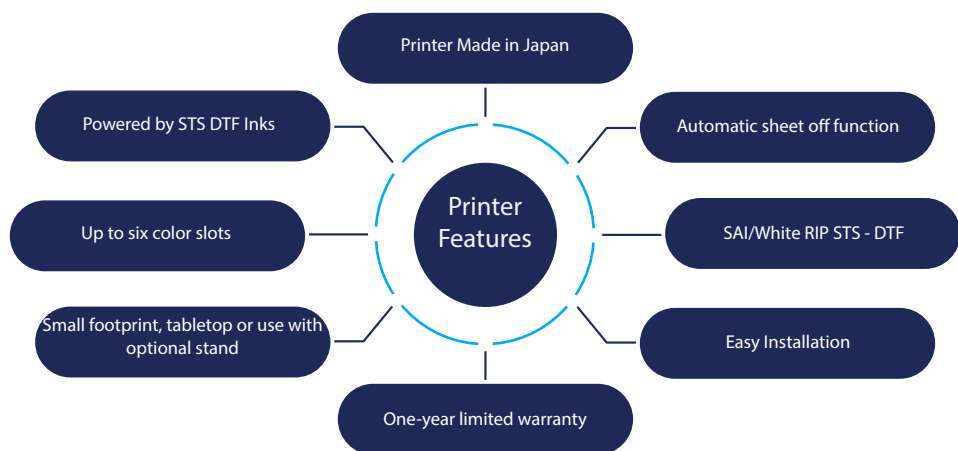 Printer Made in Japan
Powered by STS DTF Inks
Automatic sheet off function
Printer
Features
Up to six color slots
SAI/White RIP STS - DTF
Small footprint, tabletop or use with
optional stand
Easy Installation
One-year limited warranty